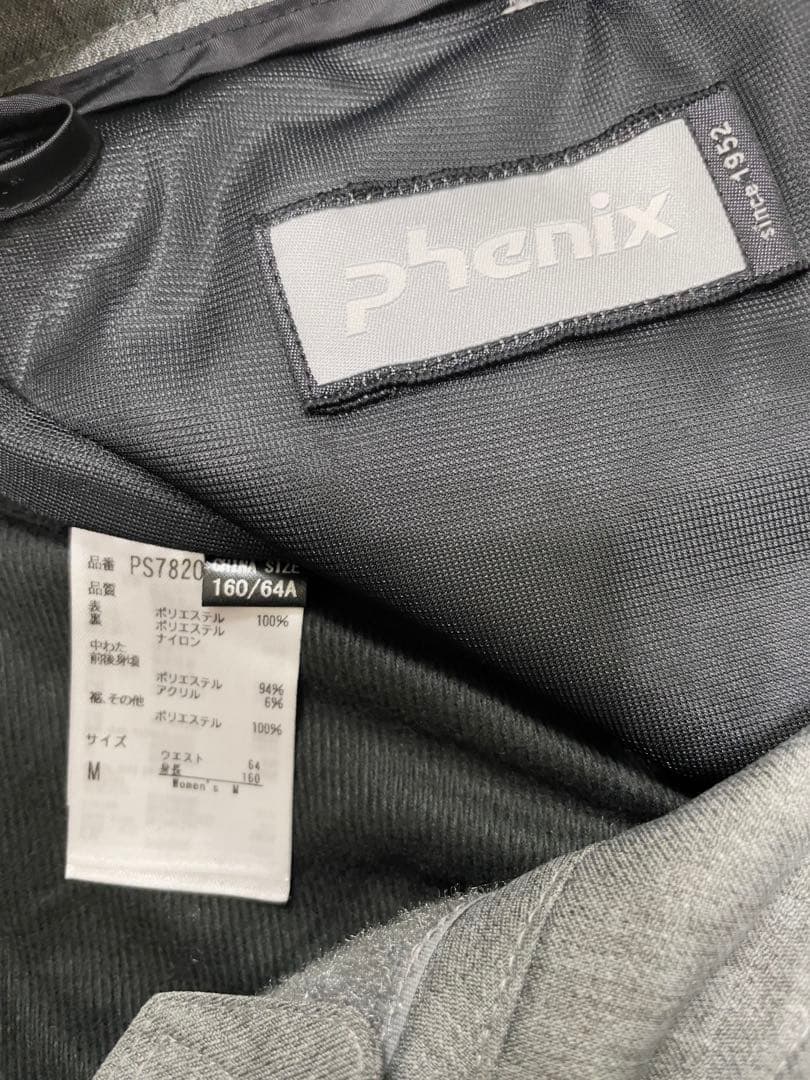 phenix
since 1952
品番 PS7820
CHINA SIZE
160/64A
品質
表 ポリエステル 100%
裏 ポリエステル
ナイロン
中わた
前後身頃
ポリエステル 94%
アクリル 6%
裾、その他
ポリエステル 100%
サイズ
M
ウエスト 64
身長 160
Women's M